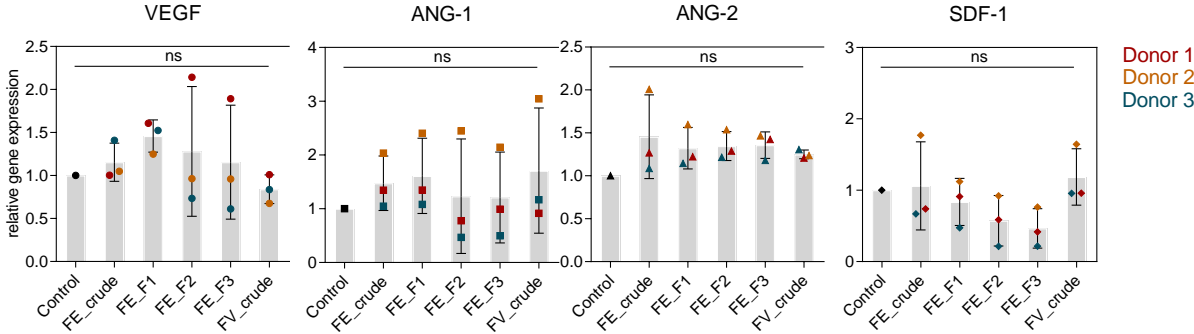 VEGF
ANG-1
ANG-2
SDF-1
relative gene expression
2.5
2.0
1.5
1.0
0.5
0.0
ns
Control
FE_crude
FE_F1
FE_F2
FE_F3
FV_crude
4
3
2
1
0
ns
Control
FE_crude
FE_F1
FE_F2
FE_F3
FV_crude
2.5
2.0
1.5
1.0
0.5
0.0
ns
Control
FE_crude
FE_F1
FE_F2
FE_F3
FV_crude
3
2
1
0
ns
Control
FE_crude
FE_F1
FE_F2
FE_F3
FV_crude
Donor 1
Donor 2
Donor 3